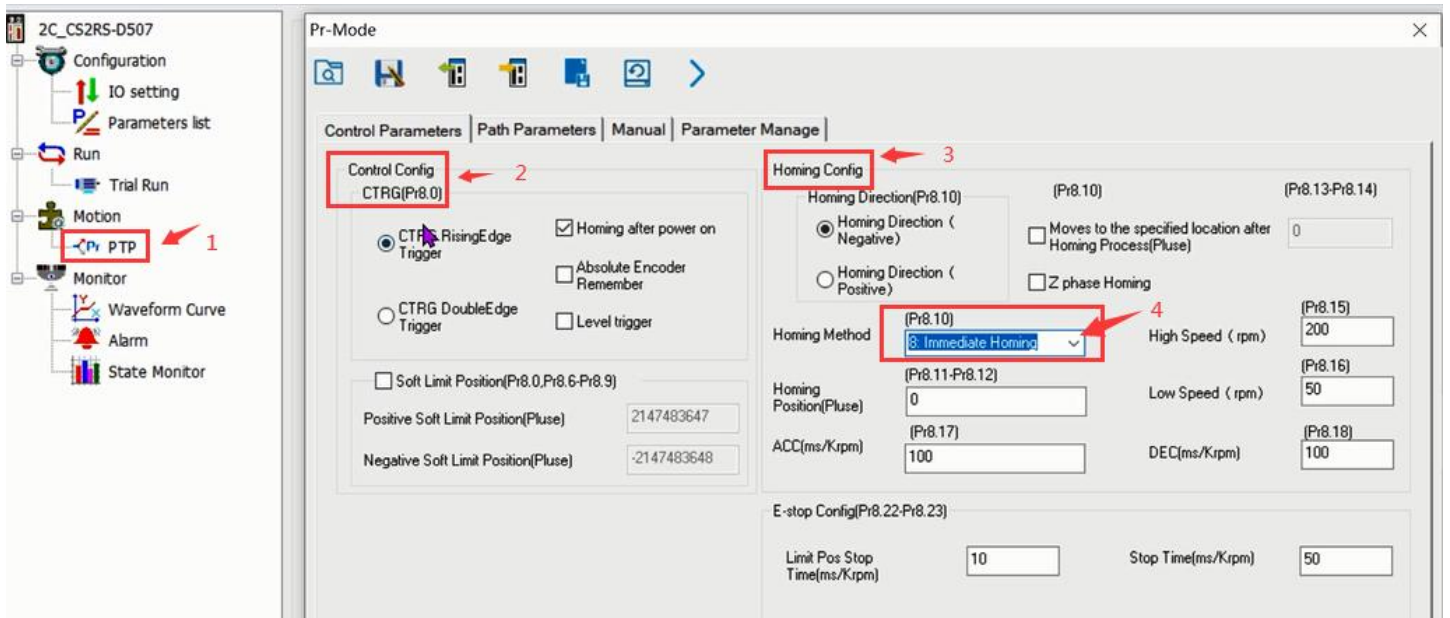 2C_CS2RS-D507
Configuration
IO setting
Parameters list
Run
Trial Run
Motion
Pr PTP
1
Monitor
Waveform Curve
Alarm
State Monitor
Pr-Mode
Control Parameters
Path Parameters
Manual
Parameter Manage
Control Config
2
CTRG(Pr8.0)
CTRG RisingEdge
Trigger
Homing after power on
Absolute Encoder
Remember
CTRG DoubleEdge
Trigger
Level trigger
Soft Limit Position(Pr8.0,Pr8.6-Pr8.9)
Positive Soft Limit Position(Pluse)
2147483647
Negative Soft Limit Position(Pluse)
-2147483648
Homing Config
3
Homing Direction(Pr8.10)
Homing Direction (
Negative)
Homing Direction (
Positive)
(Pr8.10)
(Pr8.13-Pr8.14)
Moves to the specified location after
Homing Process(Pluse)
0
Z phase Homing
4
Homing Method
(Pr8.10)
8: Immediate Homing
High Speed (rpm)
(Pr8.15)
200
Homing
Position(Pluse)
(Pr8.11-Pr8.12)
0
Low Speed (rpm)
(Pr8.16)
50
ACC(ms/Krpm)
(Pr8.17)
100
DEC(ms/Krpm)
(Pr8.18)
100
E-stop Config(Pr8.22-Pr8.23)
Limit Pos Stop
Time(ms/Krpm)
10
Stop Time(ms/Krpm)
50